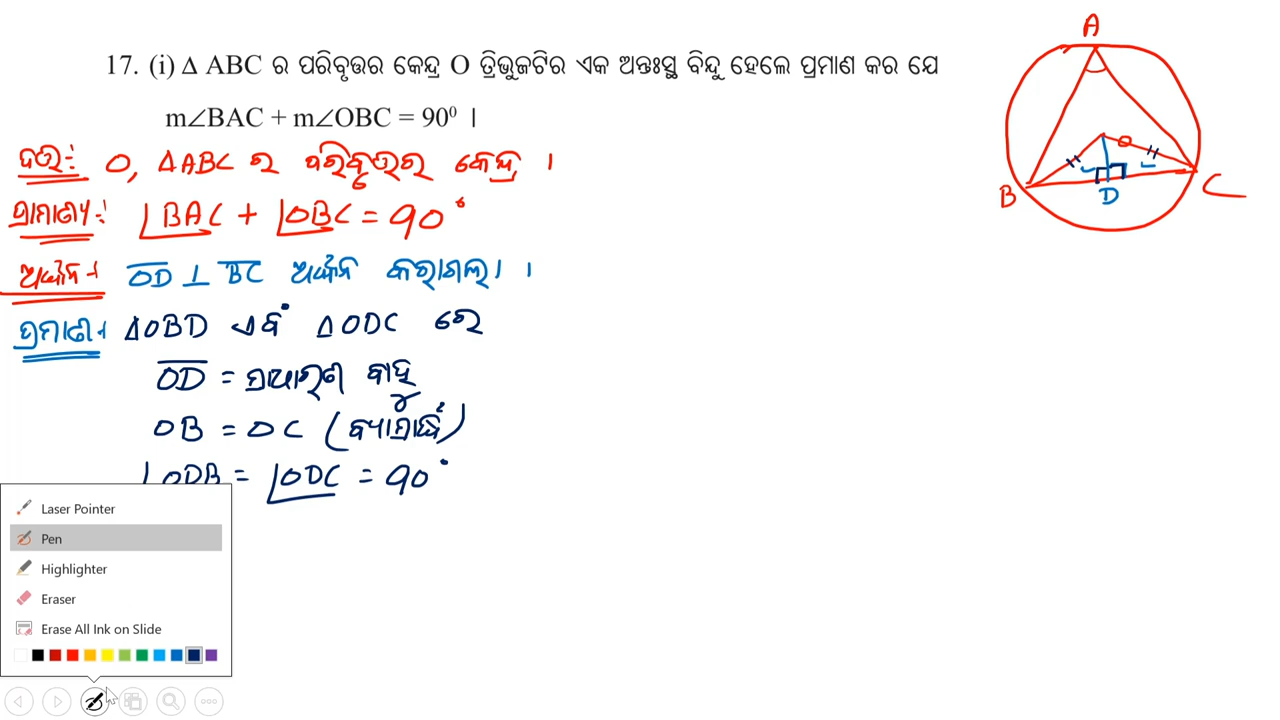 17. (i) Δ ABC ର ପରିବୃତ୍ତର କେନ୍ଦ୍ର O ତ୍ରିଭୁଜଟିର ଏକ ଅନ୍ତଃସ୍ଥ ବିନ୍ଦୁ ହେଲେ ପ୍ରମାଣ କର ଯେ
m∠BAC + m∠OBC = 90⁰ ।
ଦତ୍ତ:- O, ΔABC ର ପରିବୃତ୍ତର କେନ୍ଦ୍ର ।
ପ୍ରାମାଣ୍ୟ:- ∠BAC + ∠OBC = 90°
ଅଙ୍କନ:- OD ⊥ BC ଅଙ୍କନ କରାଗଲା ।
ପ୍ରମାଣ:- ΔOBD ଏବଂ ΔODC ରେ
OD = ସାଧାରଣ ବାହୁ
OB = OC (ବ୍ୟାସାର୍ଦ୍ଧ)
∠ODB = ∠ODC = 90°
A
O
B
D
C
Laser Pointer
Pen
Highlighter
Eraser
Erase All Ink on Slide